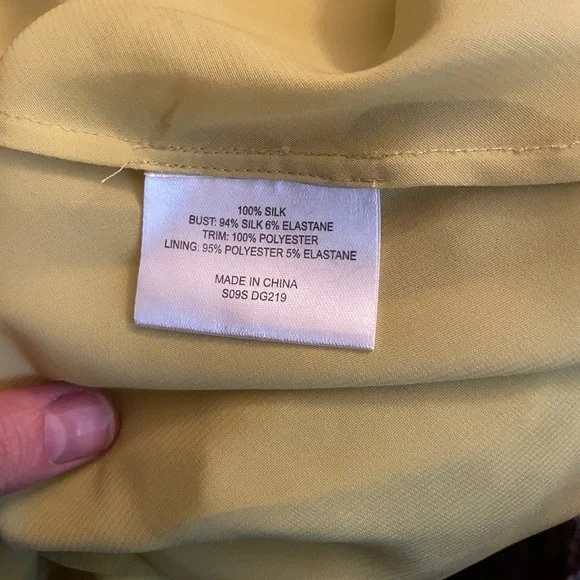 100% SILK
BUST: 94% SILK 6% ELASTANE
TRIM: 100% POLYESTER
LINING: 95% POLYESTER 5% ELASTANE
MADE IN CHINA
S09S DG219